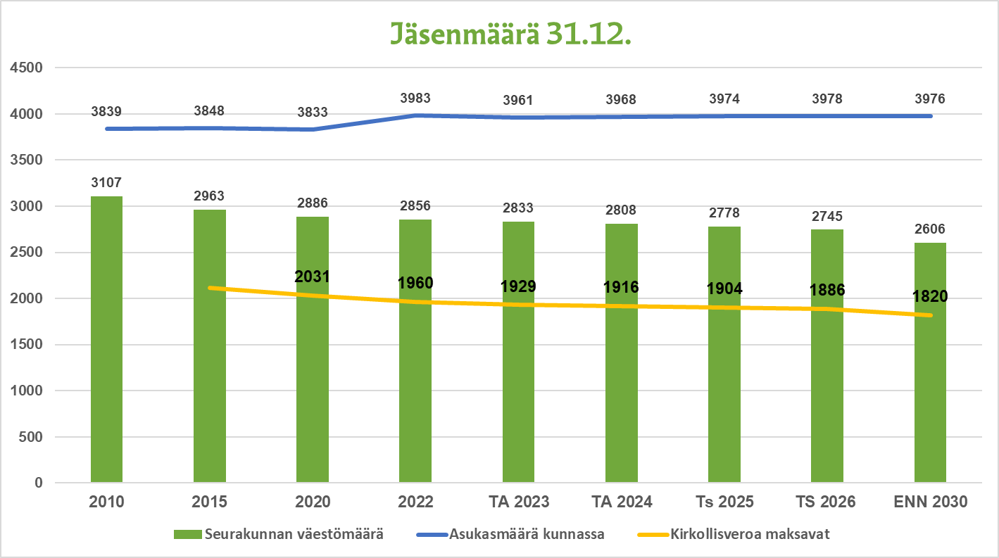 Jäsenmäärä 31.12.
4500
4000
3500
3000
2500
2000
1500
1000
500
0
3839 3848 3833 3983 3961 3968 3974 3978 3976
3107 2963 2886 2856 2833 2808 2778 2745 2606
2031 1960 1929 1916 1904 1886 1820
2010 2015 2020 2022 TA 2023 TA 2024 Ts 2025 TS 2026 ENN 2030
Seurakunnan väestömäärä Asukasmäärä kunnassa Kirkollisveroa maksavat